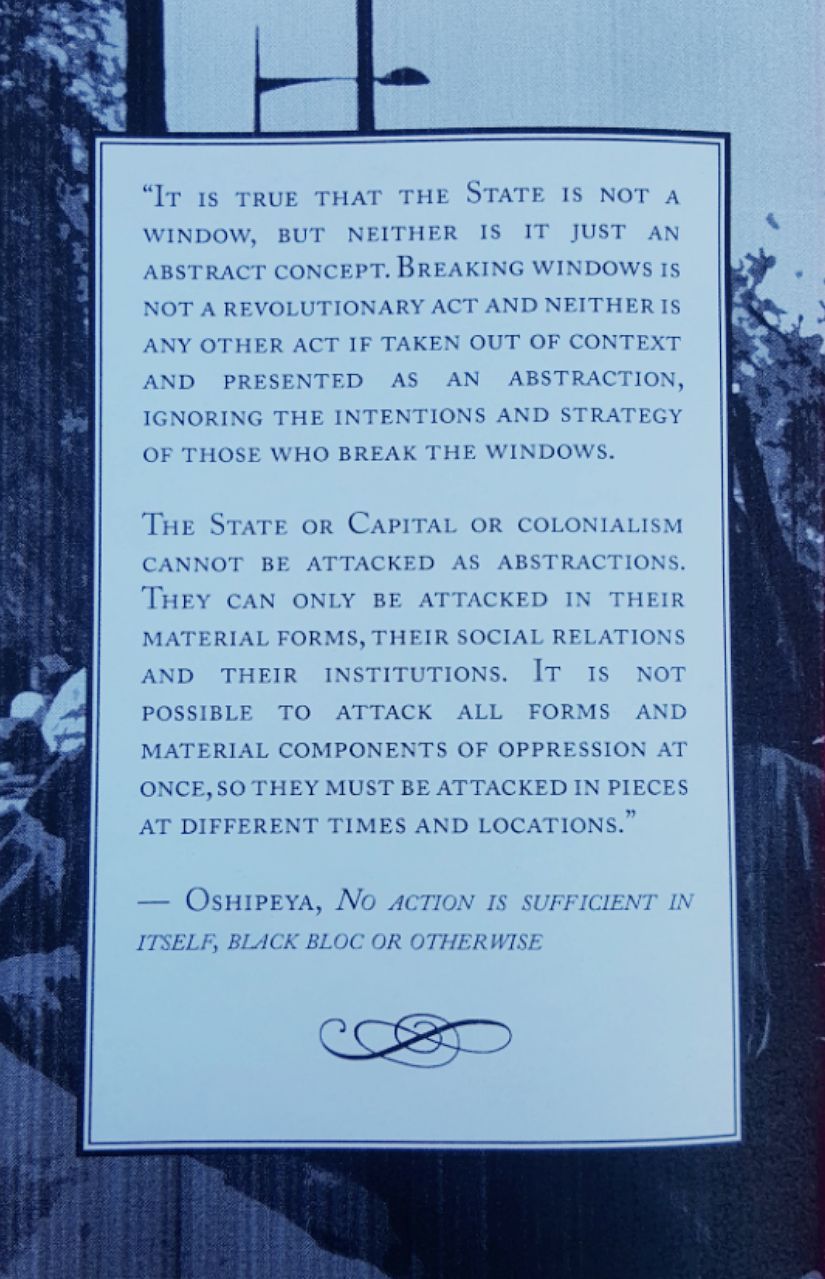 “It is true that the State is not a
window, but neither is it just an
abstract concept. Breaking windows is
not a revolutionary act and neither is
any other act if taken out of context
and presented as an abstraction,
ignoring the intentions and strategy
of those who break the windows.
The State or Capital or colonialism
cannot be attacked as abstractions.
They can only be attacked in their
material forms, their social relations
and their institutions. It is not
possible to attack all forms and
material components of oppression at
once, so they must be attacked in pieces
at different times and locations.”
— Oshipeya, No action is sufficient in
itself, black bloc or otherwise